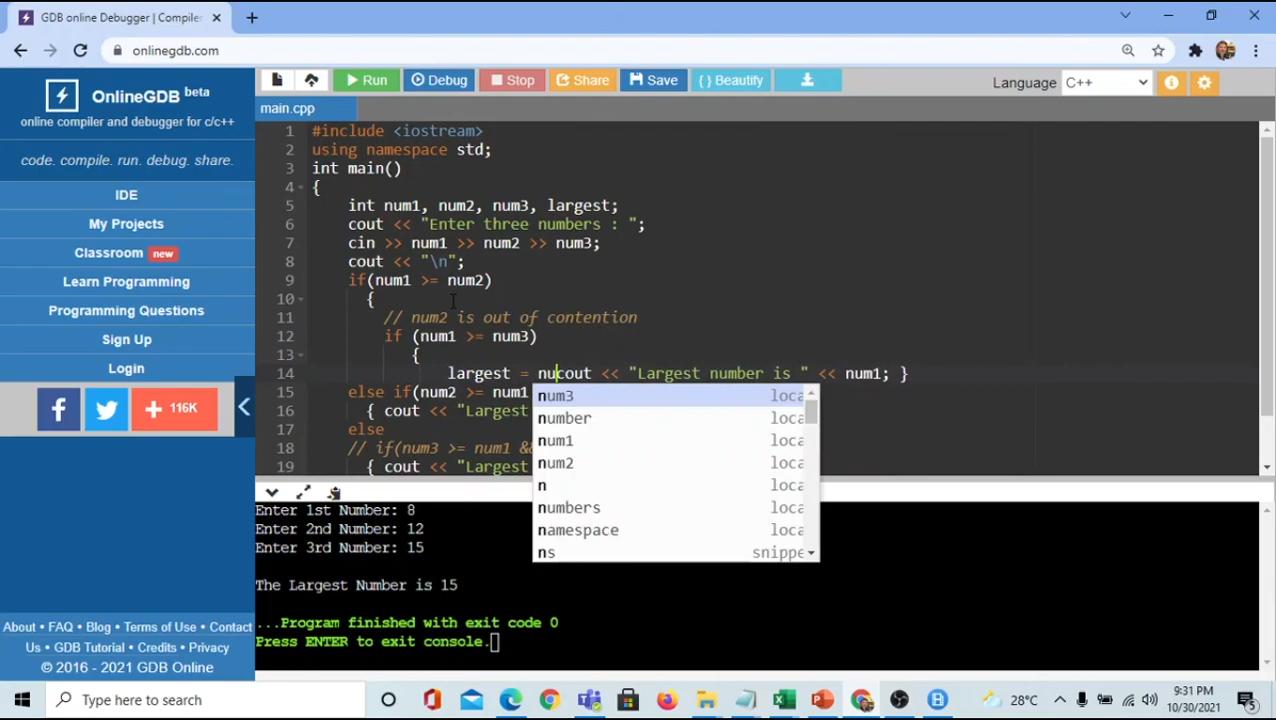 GDB online Debugger | Compiler
onlinegdb.com
OnlineGDB beta
online compiler and debugger for c/c++
code. compile. run. debug. share.
IDE
My Projects
Classroom new
Learn Programming
Programming Questions
Sign Up
Login
116K
About • FAQ • Blog • Terms of Use • Contact
Us • GDB Tutorial • Credits • Privacy
© 2016 - 2021 GDB Online
Run Debug Stop Share Save { } Beautify
Language C++
main.cpp
1 #include <iostream>
2 using namespace std;
3 int main()
4 {
5 int num1, num2, num3, largest;
6 cout << "Enter three numbers : ";
7 cin >> num1 >> num2 >> num3;
8 cout << "\n";
9 if(num1 >= num2)
10 {
11 // num2 is out of contention
12 if (num1 >= num3)
13 {
14 largest = nucout << "Largest number is " << num1; }
15 else if(num2 >= num1
16 { cout << "Largest
17 else
18 // if(num3 >= num1 &
19 { cout << "Largest
num3 loca
number loca
num1 loca
num2 loca
n loca
numbers loca
namespace loca
ns snippe
Enter 1st Number: 8
Enter 2nd Number: 12
Enter 3rd Number: 15
The Largest Number is 15
...Program finished with exit code 0
Press ENTER to exit console.
Type here to search
28°C
9:31 PM
10/30/2021
5